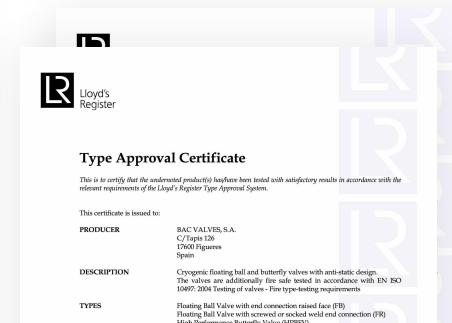 Lloyd's
Register
Type Approval Certificate
This is to certify that the undernoted product(s) has/have been tested with satisfactory results in accordance with the
relevant requirements of the Lloyd's Register Type Approval System.
This certificate is issued to:
PRODUCER BAC VALVES, S.A.
C/Tapis 126
17600 Figueres
Spain
DESCRIPTION Cryogenic floating ball and butterfly valves with anti-static design.
The valves are additionally fire safe tested in accordance with EN ISO
10497: 2004 Testing of valves - Fire type-testing requirements
TYPES Floating Ball Valve with end connection raised face (FB)
Floating Ball Valve with screwed or socked weld end connection (FR)
High Performance Butterfly Valve (HPBFV)